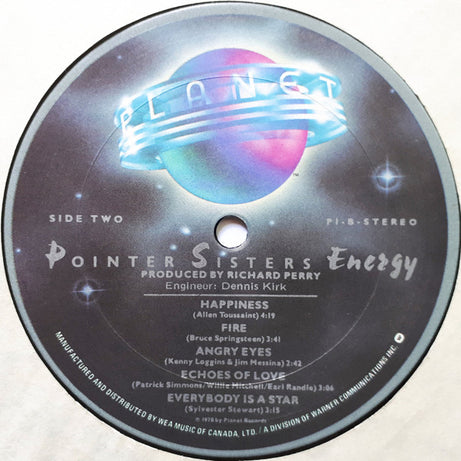 PLANET
TM
SIDE TWO
P1-B-STEREO
POINTER SISTERS Energy
PRODUCED BY RICHARD PERRY
Engineur: Dennis Kirk
HAPPINESS
(Allen Toussaint) 4:19
FIRE
(Bruce Springsteen) 3:41
ANGRY EYES
(Kenny Loggins & Jim Messina) 2:42
ECHOES OF LOVE
(Patrick Simmons/Willie Mitchell/Earl Randle) 3:06
EVERYBODY IS A STAR
(Sylvester Stewart) 3:15
℗ 1978 by Planet Records
MANUFACTURED AND DISTRIBUTED BY WEA MUSIC OF CANADA, LTD. / A DIVISION OF WARNER COMMUNICATIONS INC.